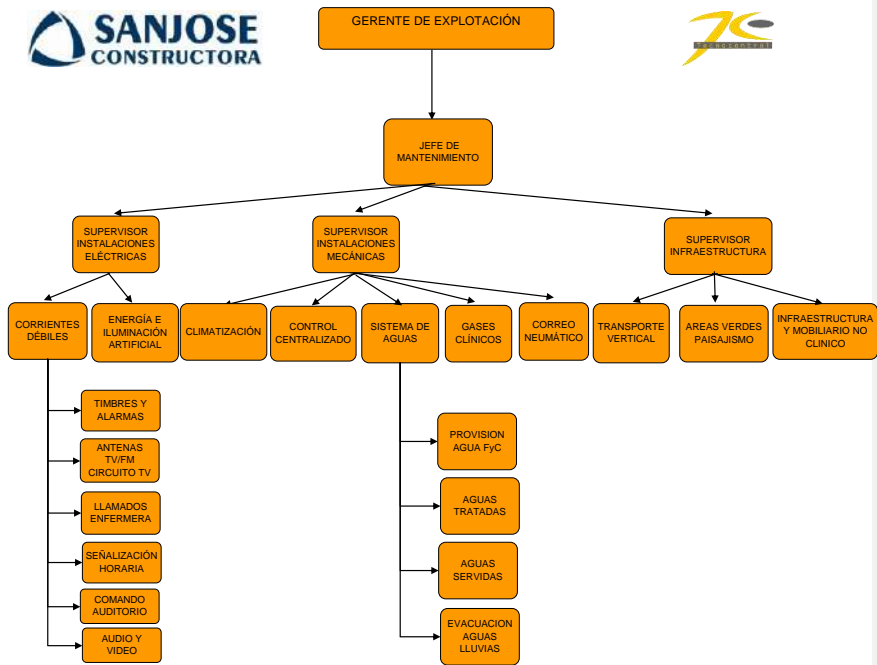 SANJOSE
CONSTRUCTORA
GERENTE DE EXPLOTACIÓN
Tecnocontrol
JEFE DE
MANTENIMIENTO
SUPERVISOR
INSTALACIONES
ELÉCTRICAS
SUPERVISOR
INSTALACIONES
MECÁNICAS
SUPERVISOR
INFRAESTRUCTURA
CORRIENTES
DÉBILES
ENERGÍA E
ILUMINACIÓN
ARTIFICIAL
CLIMATIZACIÓN
CONTROL
CENTRALIZADO
SISTEMA DE
AGUAS
GASES
CLÍNICOS
CORREO
NEUMÁTICO
TRANSPORTE
VERTICAL
AREAS VERDES
PAISAJISMO
INFRAESTRUCTURA
Y MOBILIARIO NO
CLINICO
TIMBRES Y
ALARMAS
ANTENAS
TV/FM
CIRCUITO TV
LLAMADOS
ENFERMERA
SEÑALIZACIÓN
HORARIA
COMANDO
AUDITORIO
AUDIO Y
VIDEO
PROVISION
AGUA FyC
AGUAS
TRATADAS
AGUAS
SERVIDAS
EVACUACION
AGUAS
LLUVIAS